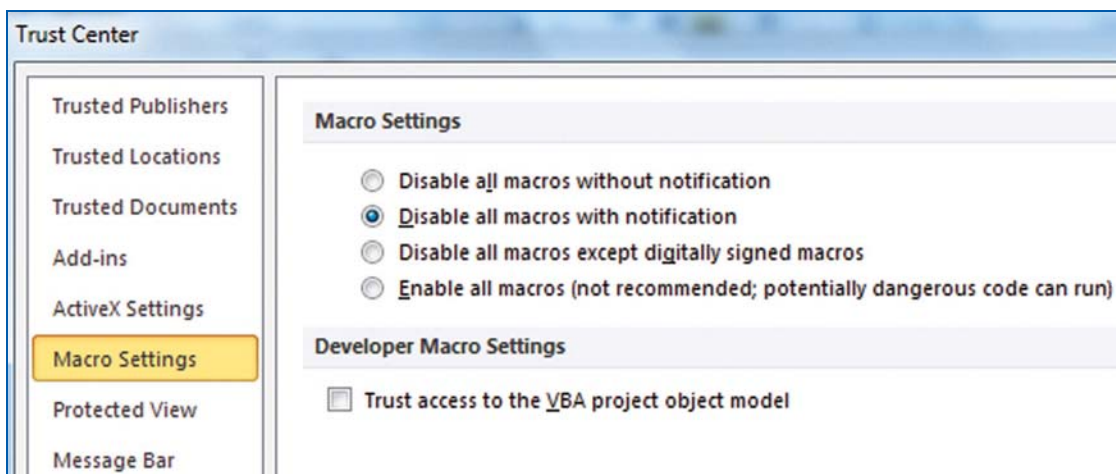 Trust Center
Trusted Publishers
Trusted Locations
Trusted Documents
Add-ins
ActiveX Settings
Macro Settings
Protected View
Message Bar
Macro Settings
Disable all macros without notification
Disable all macros with notification
Disable all macros except digitally signed macros
Enable all macros (not recommended; potentially dangerous code can run)
Developer Macro Settings
Trust access to the VBA project object model